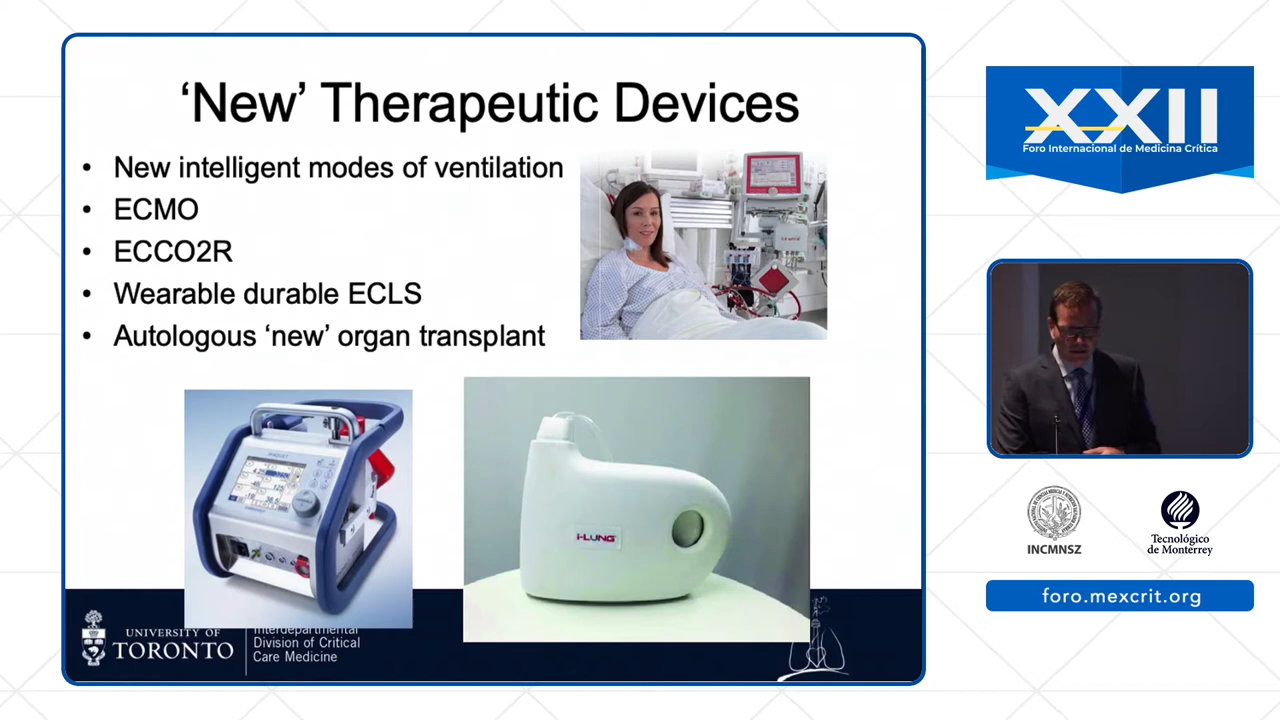 ‘New’ Therapeutic Devices
• New intelligent modes of ventilation
• ECMO
• ECCO2R
• Wearable durable ECLS
• Autologous ‘new’ organ transplant
MAQUET
i-LUNG
UNIVERSITY OF
TORONTO
Interdepartmental
Division of Critical
Care Medicine
XXII
Foro Internacional de Medicina Crítica
INCMNSZ
Tecnológico
de Monterrey
foro.mexcrit.org